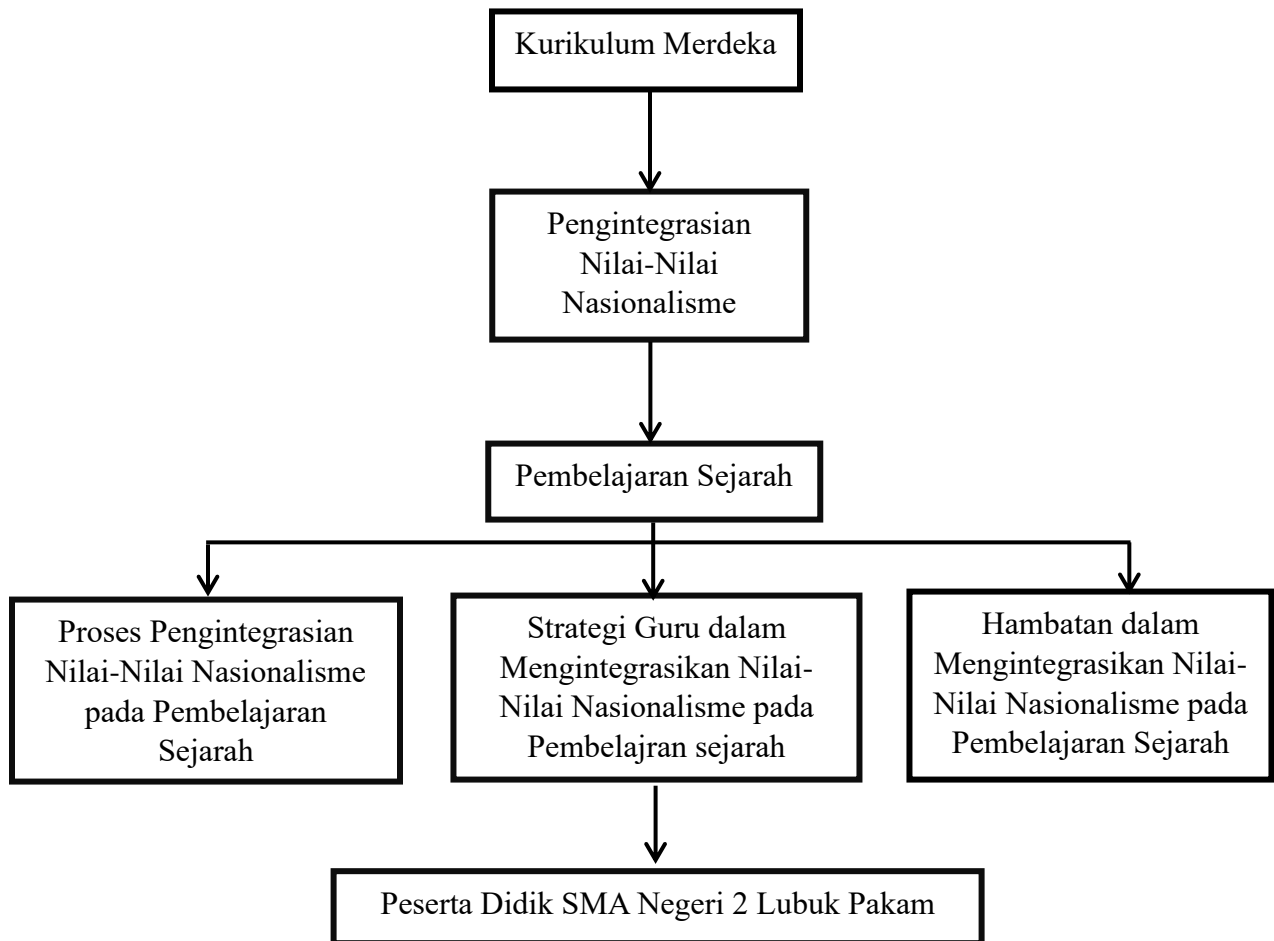 Kurikulum Merdeka
Pengintegrasian
Nilai-Nilai
Nasionalisme
Pembelajaran Sejarah
Proses Pengintegrasian
Nilai-Nilai Nasionalisme
pada Pembelajaran
Sejarah
Strategi Guru dalam
Mengintegrasikan Nilai-
Nilai Nasionalisme pada
Pembelajran sejarah
Hambatan dalam
Mengintegrasikan Nilai-
Nilai Nasionalisme pada
Pembelajaran Sejarah
Peserta Didik SMA Negeri 2 Lubuk Pakam